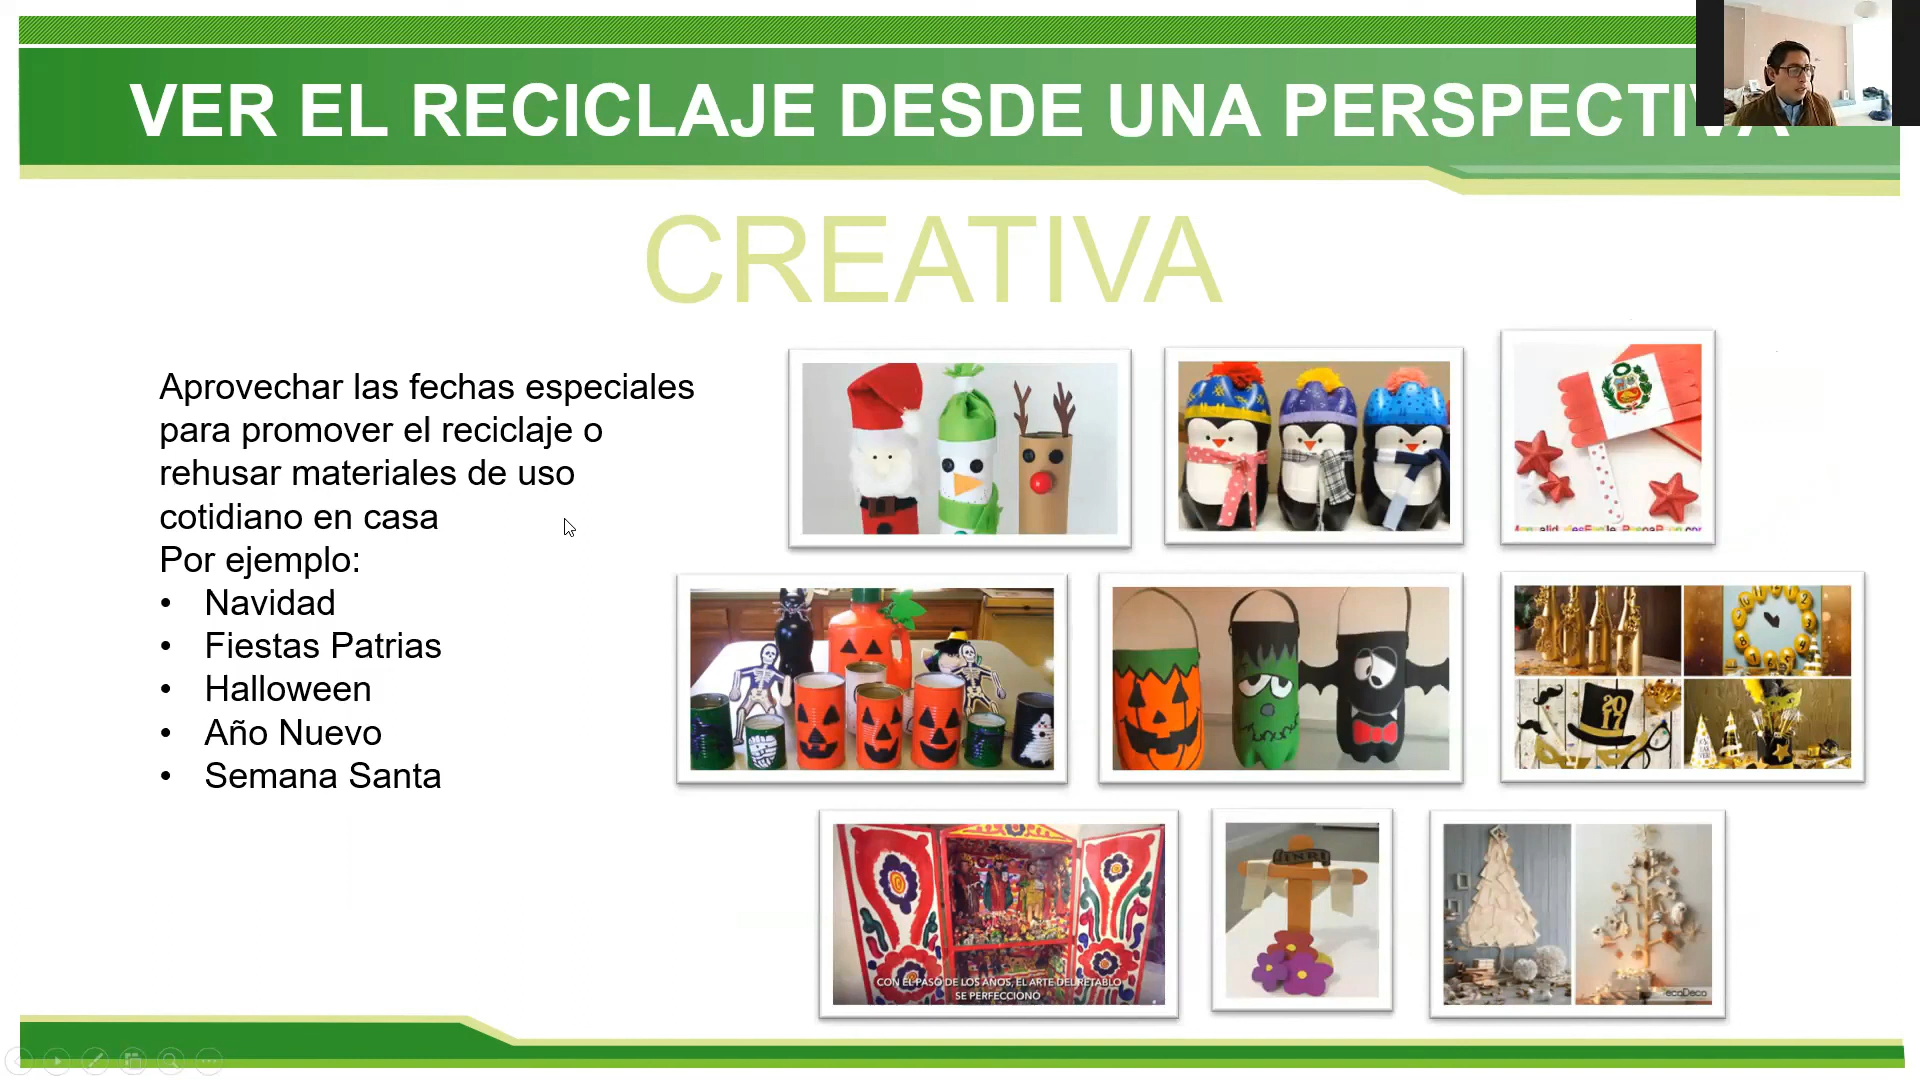 VER EL RECICLAJE DESDE UNA PERSPECTIVA
CREATIVA
Aprovechar las fechas especiales
para promover el reciclaje o
rehusar materiales de uso
cotidiano en casa
Por ejemplo:
• Navidad
• Fiestas Patrias
• Halloween
• Año Nuevo
• Semana Santa
2017
CON EL PASO DE LOS AÑOS, EL ARTE DEL RETABLO
SE PERFECCIONÓ
INRI
ecoDeco